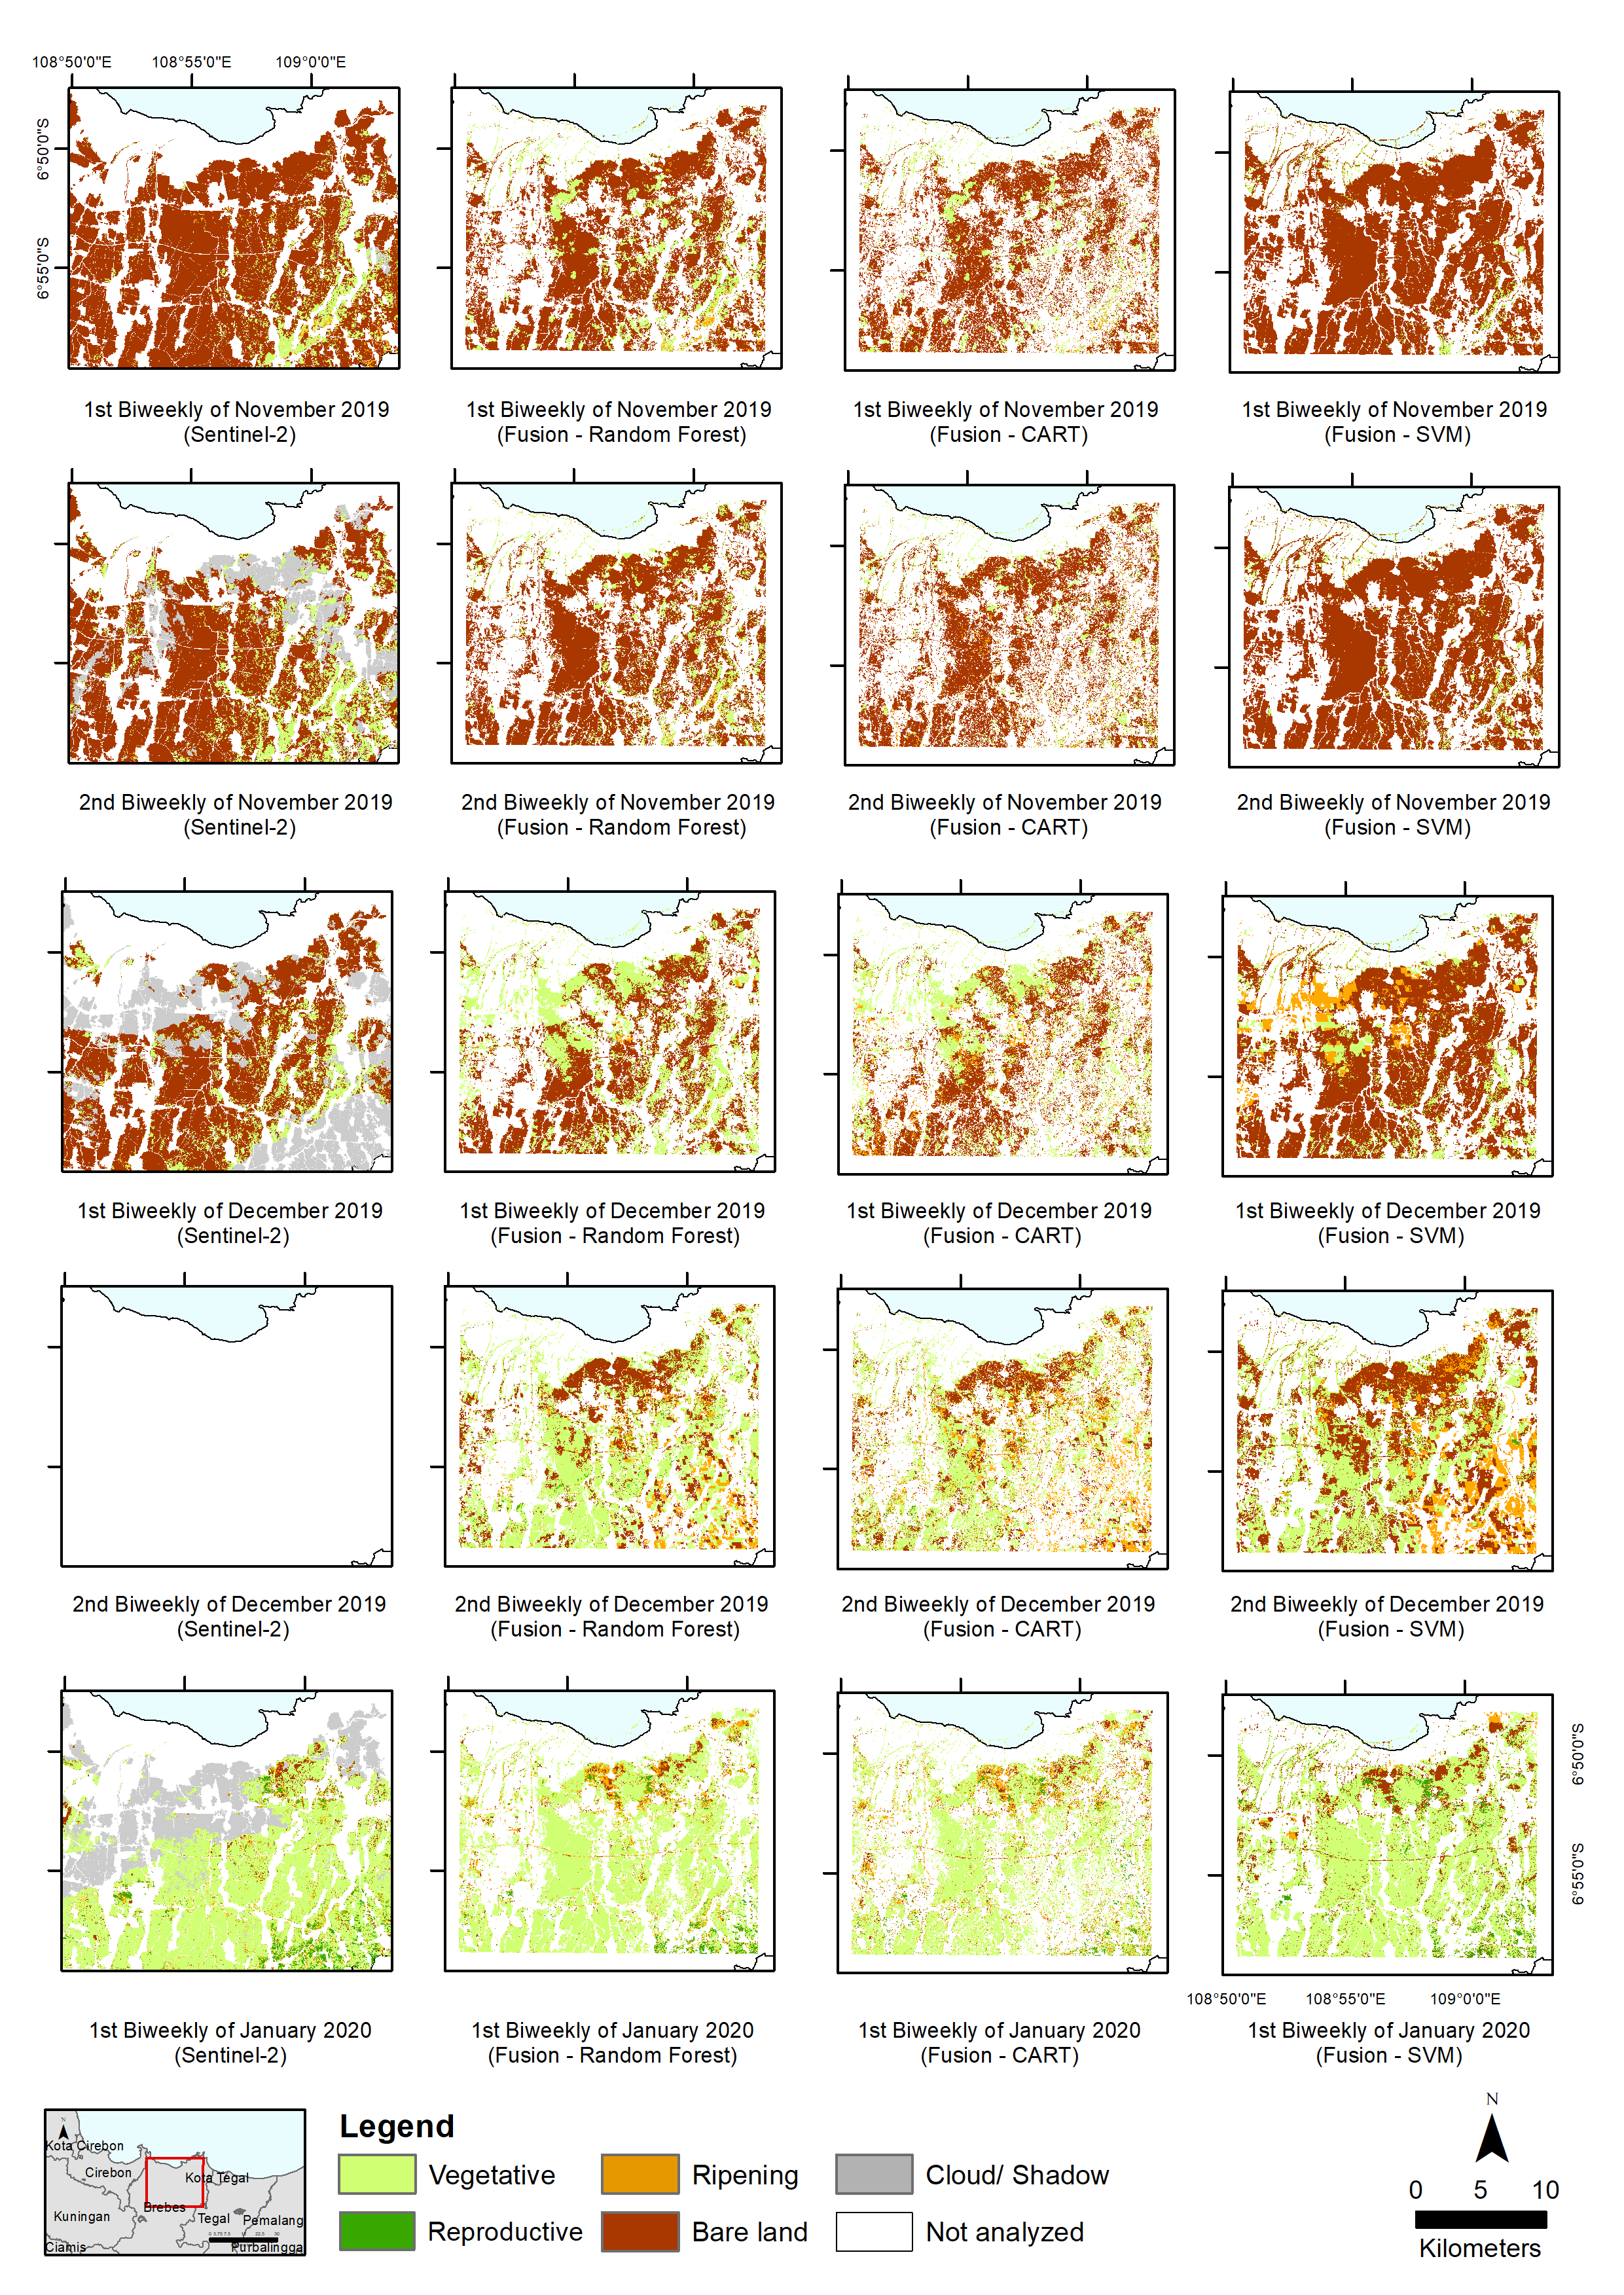 108°50'0"E 108°55'0"E 109°0'0"E
6°50'0"S
6°55'0"S
1st Biweekly of November 2019
(Sentinel-2)
1st Biweekly of November 2019
(Fusion - Random Forest)
1st Biweekly of November 2019
(Fusion - CART)
1st Biweekly of November 2019
(Fusion - SVM)
2nd Biweekly of November 2019
(Sentinel-2)
2nd Biweekly of November 2019
(Fusion - Random Forest)
2nd Biweekly of November 2019
(Fusion - CART)
2nd Biweekly of November 2019
(Fusion - SVM)
1st Biweekly of December 2019
(Sentinel-2)
1st Biweekly of December 2019
(Fusion - Random Forest)
1st Biweekly of December 2019
(Fusion - CART)
1st Biweekly of December 2019
(Fusion - SVM)
2nd Biweekly of December 2019
(Sentinel-2)
2nd Biweekly of December 2019
(Fusion - Random Forest)
2nd Biweekly of December 2019
(Fusion - CART)
2nd Biweekly of December 2019
(Fusion - SVM)
6°50'0"S
6°55'0"S
108°50'0"E 108°55'0"E 109°0'0"E
1st Biweekly of January 2020
(Sentinel-2)
1st Biweekly of January 2020
(Fusion - Random Forest)
1st Biweekly of January 2020
(Fusion - CART)
1st Biweekly of January 2020
(Fusion - SVM)
N
Kota Cirebon
Cirebon
Kota Tegal
Brebes
Kuningan
Tegal
Pemalang
Ciamis
Purbalingga
Legend
Vegetative
Ripening
Cloud/ Shadow
Reproductive
Bare land
Not analyzed
N
0 5 10
Kilometers